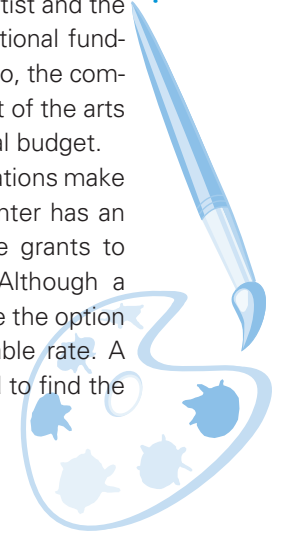 tist and the
tional fund-
o, the com-
t of the arts
al budget.
ations make
nter has an
e grants to
Although a
e the option
able rate. A
l to find the